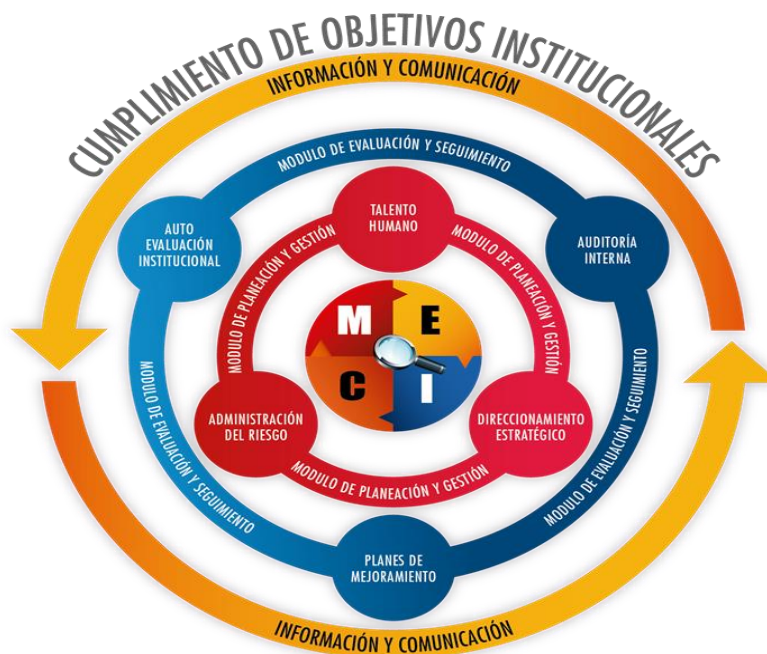 CUMPLIMIENTO DE OBJETIVOS INSTITUCIONALES
INFORMACIÓN Y COMUNICACIÓN
MODULO DE EVALUACIÓN Y SEGUIMIENTO
TALENTO
HUMANO
AUTO
EVALUACIÓN
INSTITUCIONAL
AUDITORÍA
INTERNA
MODULO DE PLANEACIÓN Y GESTIÓN
MODULO DE PLANEACIÓN Y GESTIÓN
M E
C I
ADMINISTRACIÓN
DEL RIESGO
DIRECCIONAMIENTO
ESTRATÉGICO
MODULO DE EVALUACIÓN Y SEGUIMIENTO
MODULO DE EVALUACIÓN Y SEGUIMIENTO
MODULO DE PLANEACIÓN Y GESTIÓN
PLANES DE
MEJORAMIENTO
INFORMACIÓN Y COMUNICACIÓN